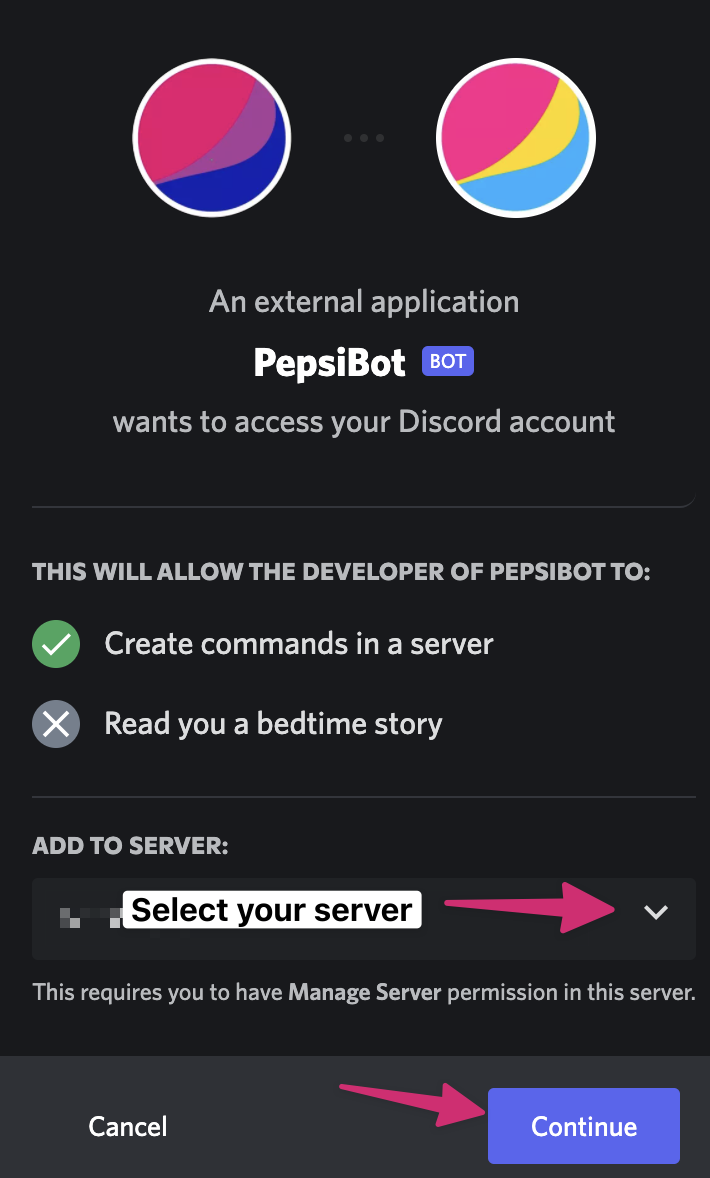 An external application
PepsiBot BOT
wants to access your Discord account
THIS WILL ALLOW THE DEVELOPER OF PEPSIBOT TO:
Create commands in a server
Read you a bedtime story
ADD TO SERVER:
Select your server
This requires you to have Manage Server permission in this server.
Cancel
Continue